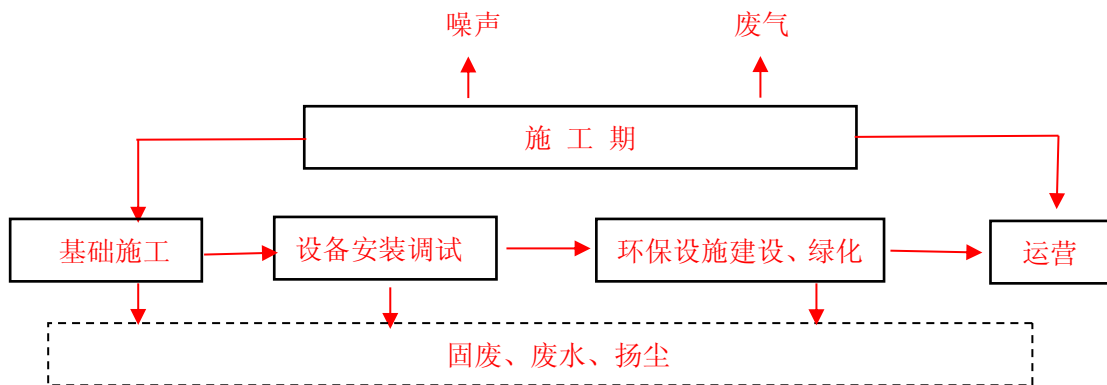 噪声 废气
施 工 期
基础施工 设备安装调试 环保设施建设、绿化 运营
固废、废水、扬尘